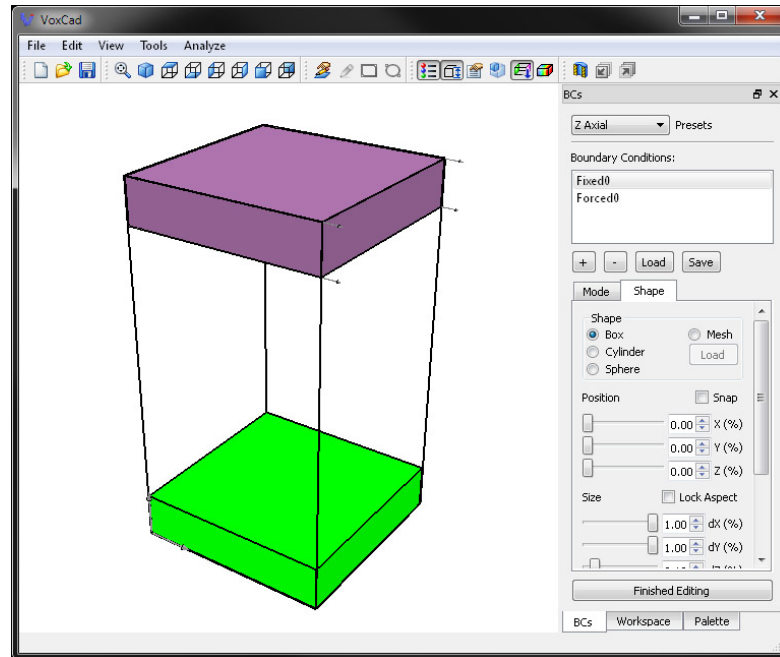 VoxCad
File Edit View Tools Analyze
BCs
Z Axial Presets
Boundary Conditions:
Fixed0
Forced0
+ - Load Save
Mode Shape
Shape
Box Mesh
Cylinder Load
Sphere
Position Snap
0.00 X (%)
0.00 Y (%)
0.00 Z (%)
Size Lock Aspect
1.00 dX (%)
1.00 dY (%)
Finished Editing
BCs Workspace Palette